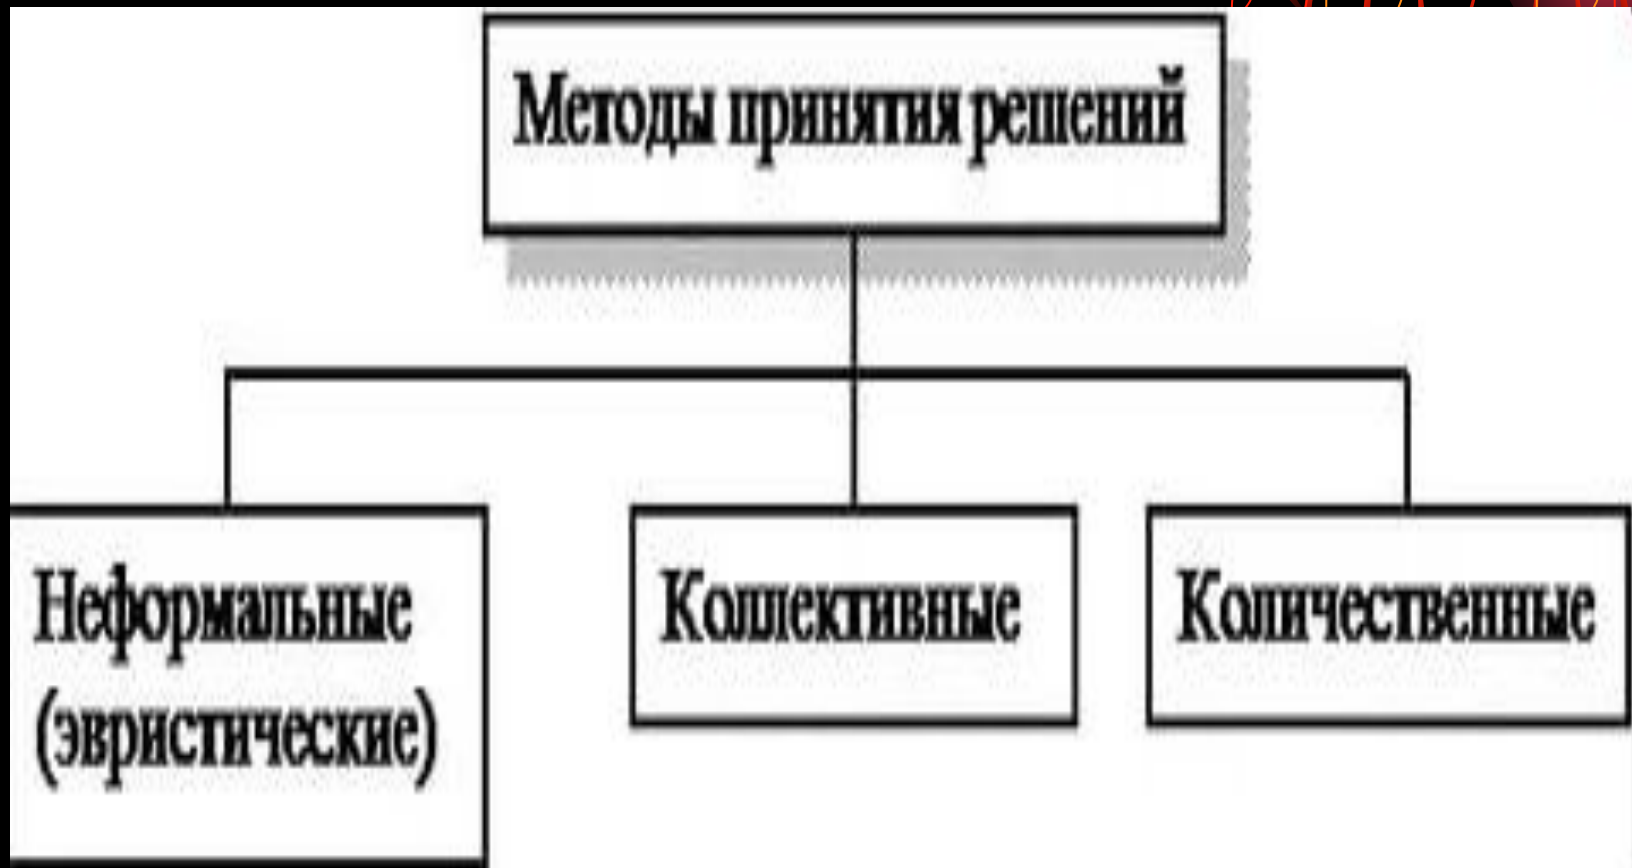 Методы принятия решений
Неформальные
(эвристические)
Коллективные
Количественные